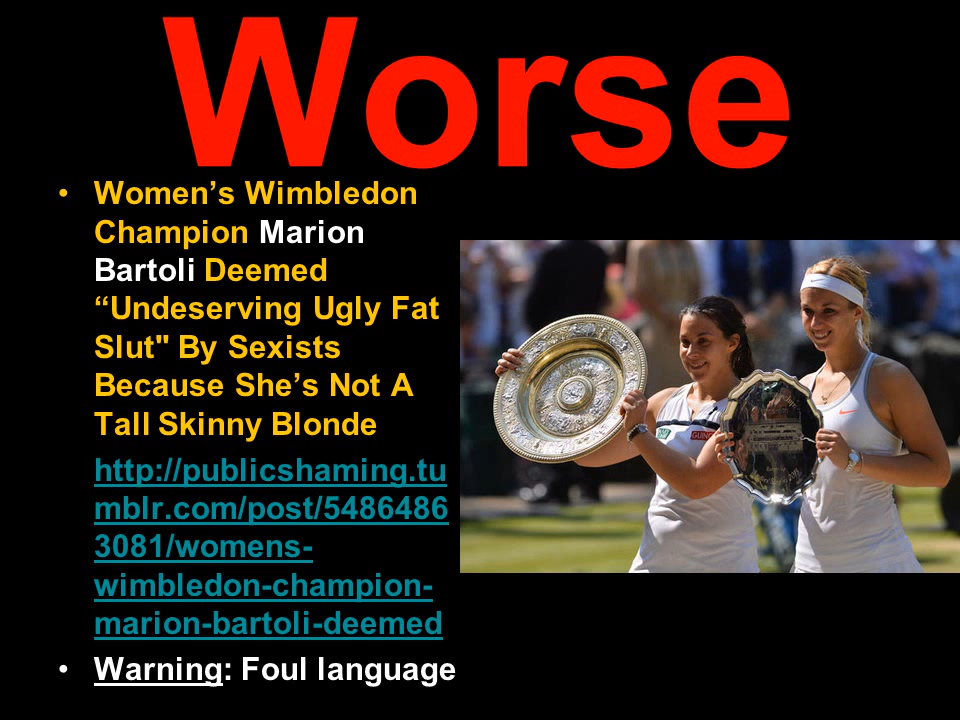 Worse
• Women’s Wimbledon
Champion Marion
Bartoli Deemed
“Undeserving Ugly Fat
Slut" By Sexists
Because She’s Not A
Tall Skinny Blonde
http://publicshaming.tu
mblr.com/post/5486486
3081/womens-
wimbledon-champion-
marion-bartoli-deemed
• Warning: Foul language